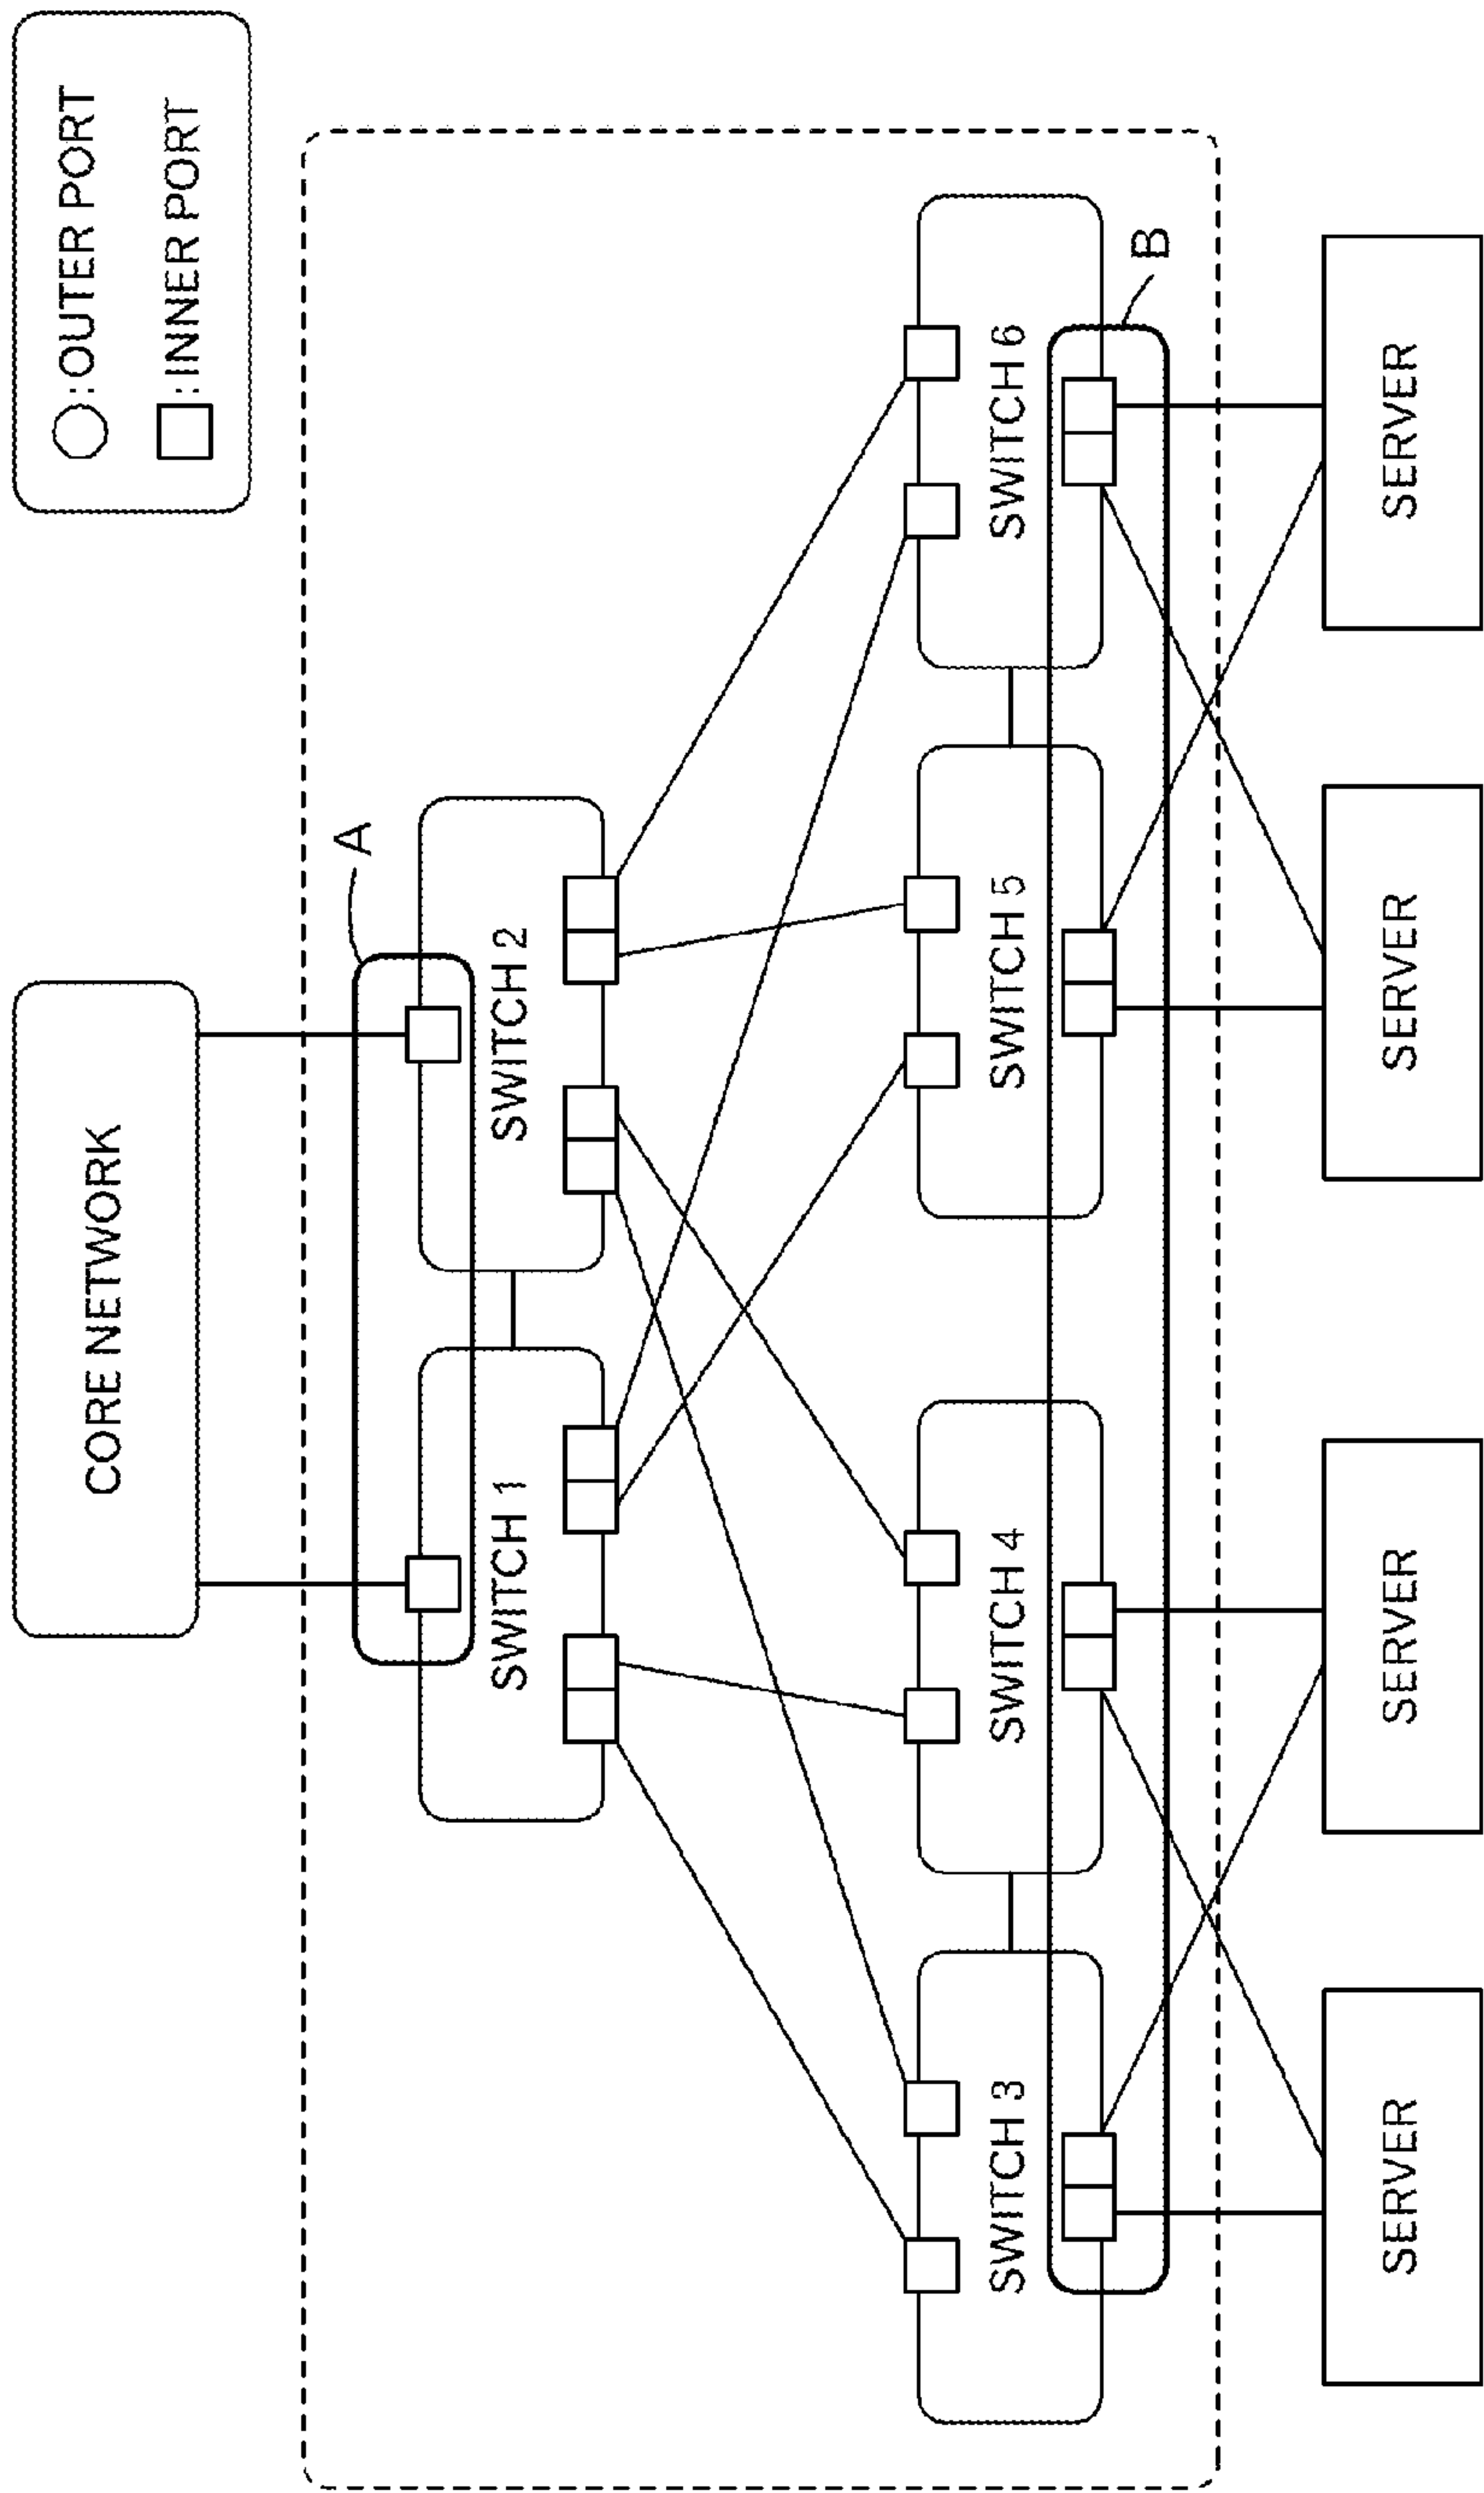 ○:OUTER PORT
□:INNER PORT
CORE NETWORK
A
SWITCH 1
SWITCH 2
SWITCH 3
SWITCH 4
SWITCH 5
SWITCH 6
B
SERVER
SERVER
SERVER
SERVER